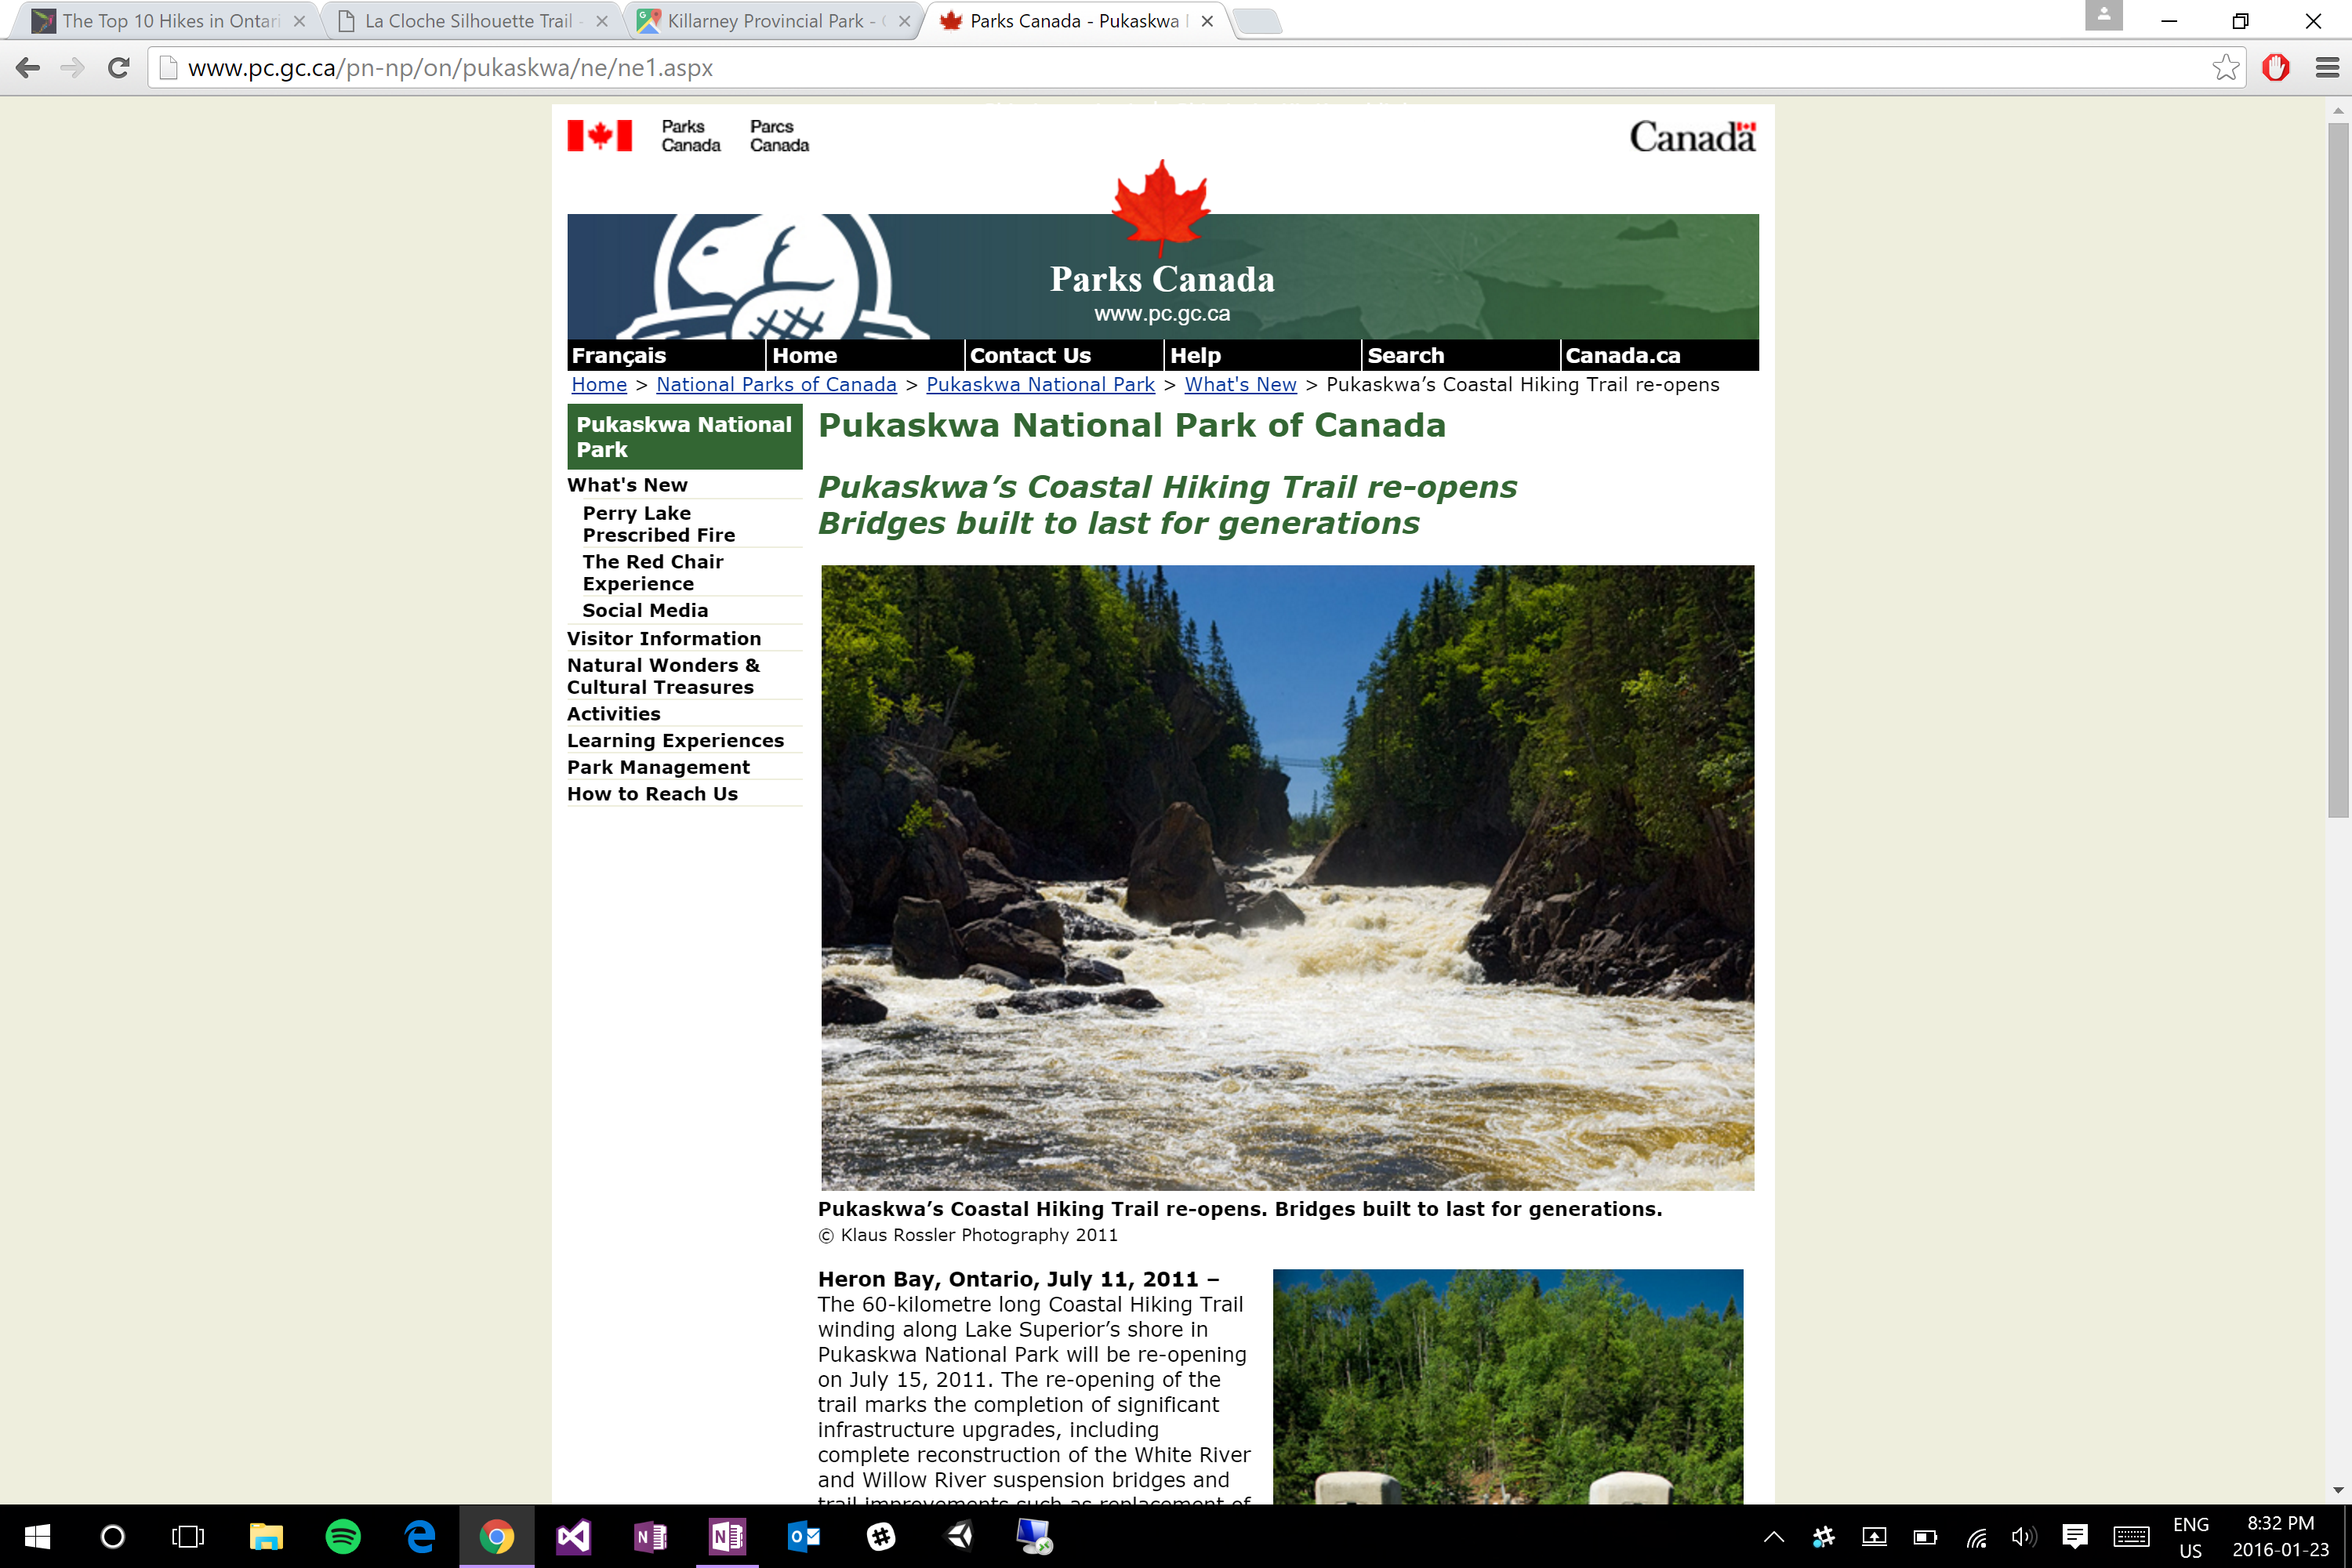 The Top 10 Hikes in Ontari
La Cloche Silhouette Trail -
Killarney Provincial Park -
Parks Canada - Pukaskwa
www.pc.gc.ca/pn-np/on/pukaskwa/ne/ne1.aspx
Parks Canada
Parcs Canada
Canada
Parks Canada
www.pc.gc.ca
Français
Home
Contact Us
Help
Search
Canada.ca
Home > National Parks of Canada > Pukaskwa National Park > What's New > Pukaskwa’s Coastal Hiking Trail re-opens
Pukaskwa National
Park
What's New
Perry Lake
Prescribed Fire
The Red Chair
Experience
Social Media
Visitor Information
Natural Wonders &
Cultural Treasures
Activities
Learning Experiences
Park Management
How to Reach Us
Pukaskwa National Park of Canada
Pukaskwa’s Coastal Hiking Trail re-opens
Bridges built to last for generations
Pukaskwa’s Coastal Hiking Trail re-opens. Bridges built to last for generations.
© Klaus Rossler Photography 2011
Heron Bay, Ontario, July 11, 2011 –
The 60-kilometre long Coastal Hiking Trail
winding along Lake Superior’s shore in
Pukaskwa National Park will be re-opening
on July 15, 2011. The re-opening of the
trail marks the completion of significant
infrastructure upgrades, including
complete reconstruction of the White River
and Willow River suspension bridges and
trail improvements such as replacement of
ENG
US
8:32 PM
2016-01-23